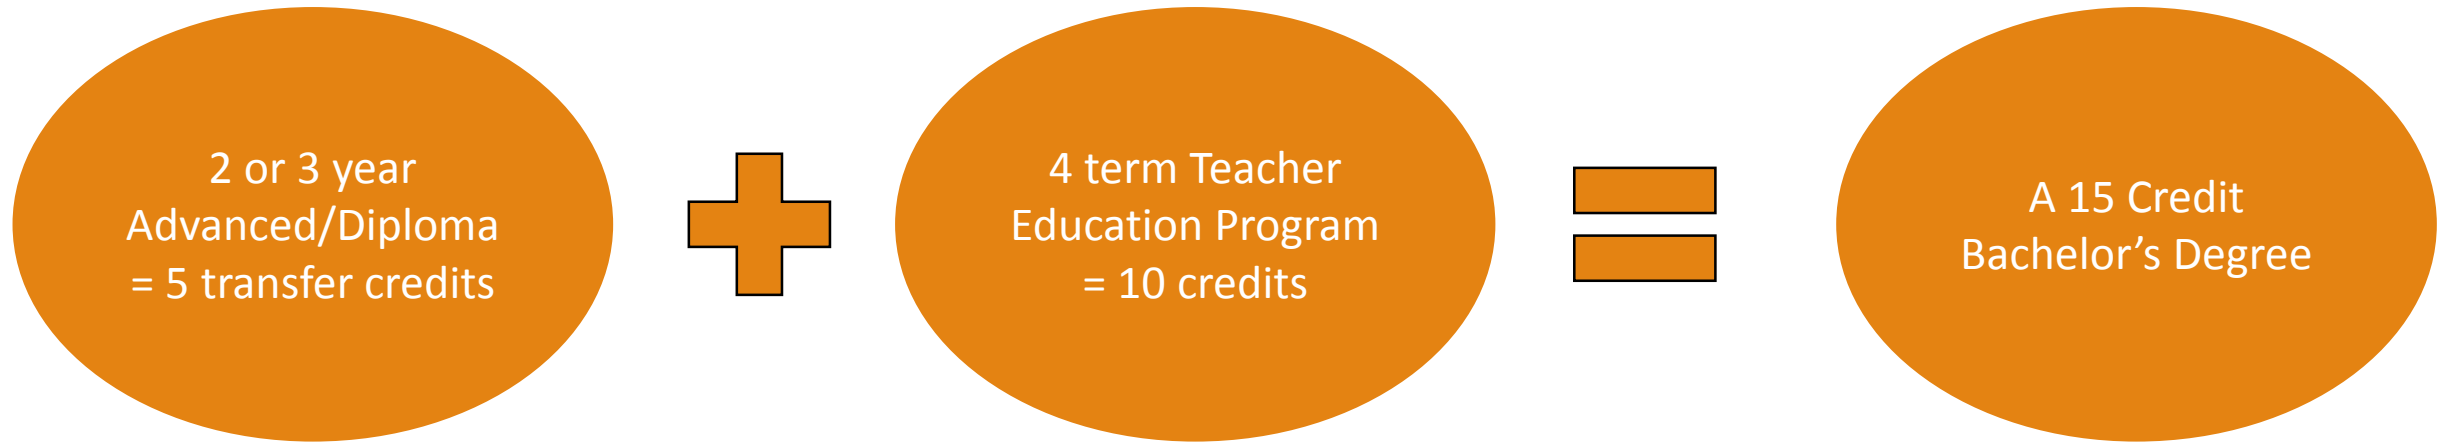 2 or 3 year
Advanced/Diploma
= 5 transfer credits
4 term Teacher
Education Program
= 10 credits
A 15 Credit
Bachelor’s Degree